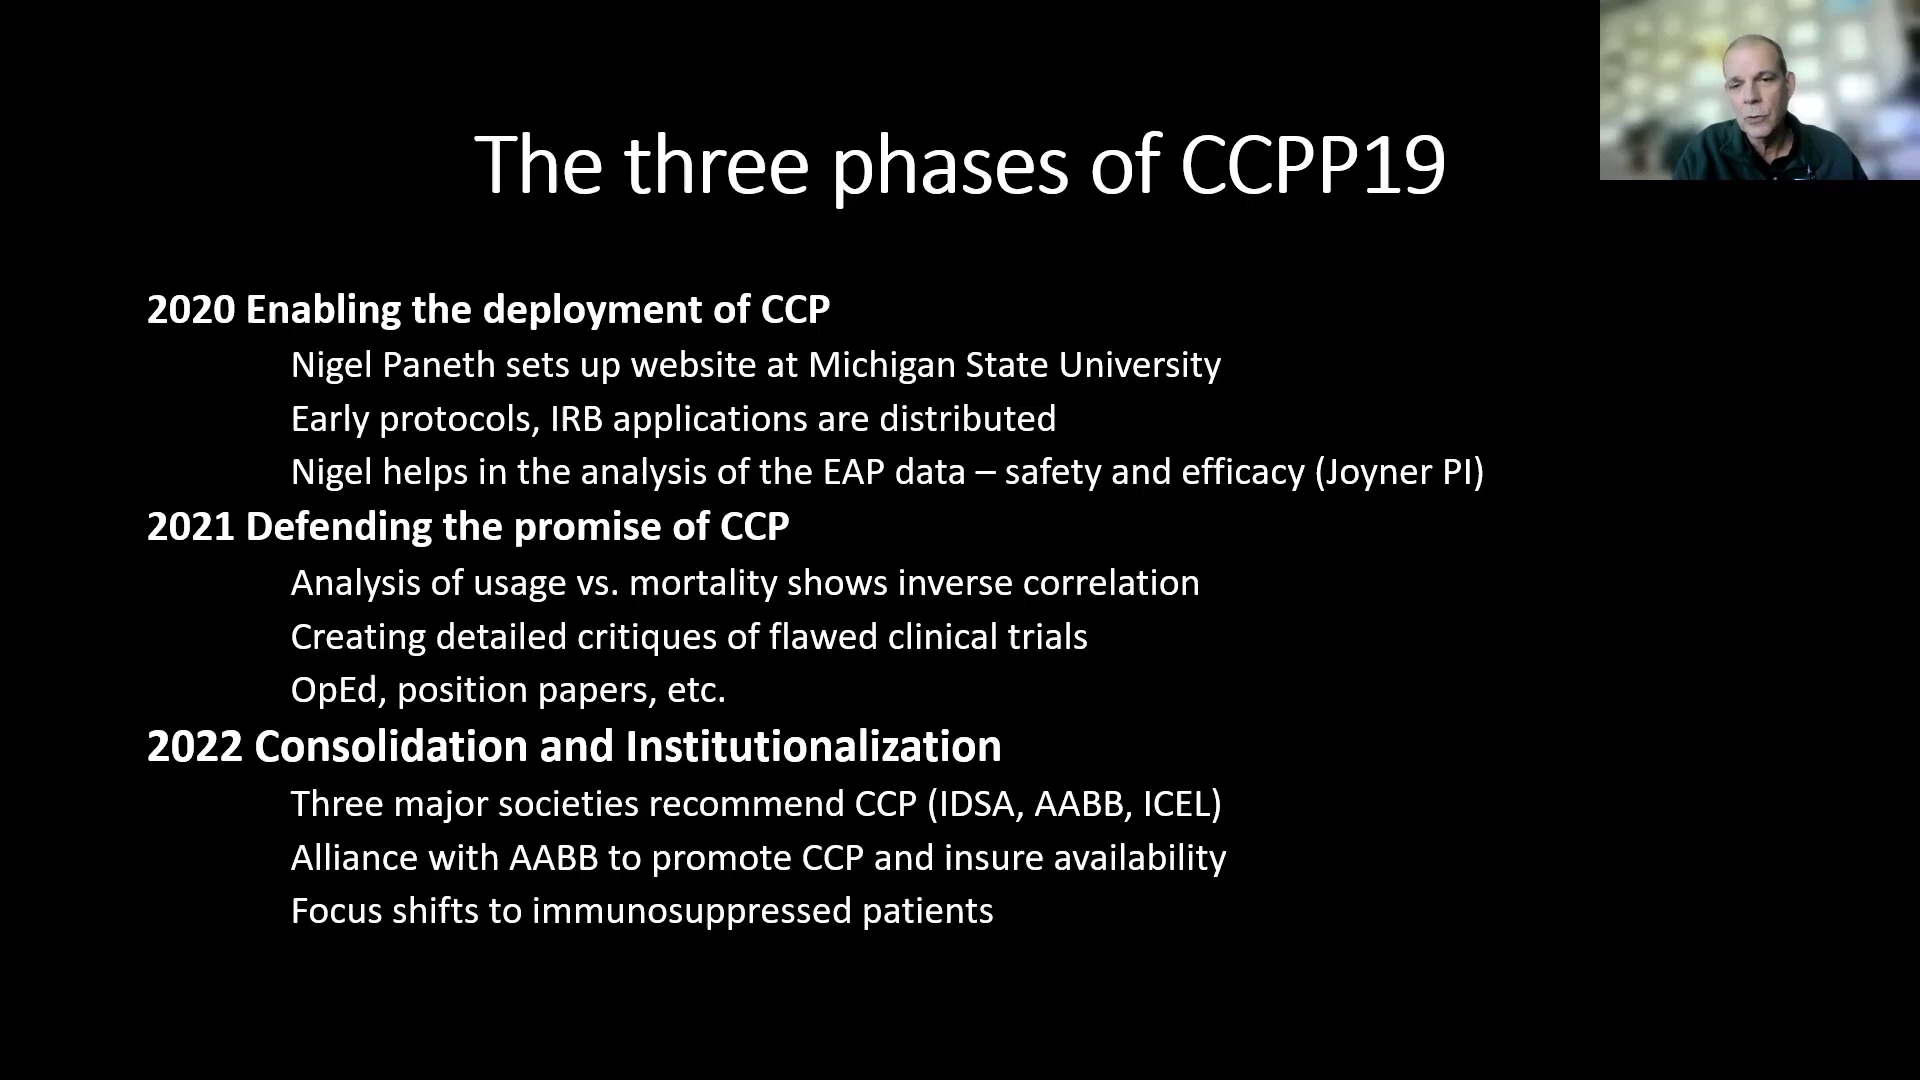 The three phases of CCPP19
2020 Enabling the deployment of CCP
Nigel Paneth sets up website at Michigan State University
Early protocols, IRB applications are distributed
Nigel helps in the analysis of the EAP data – safety and efficacy (Joyner PI)
2021 Defending the promise of CCP
Analysis of usage vs. mortality shows inverse correlation
Creating detailed critiques of flawed clinical trials
OpEd, position papers, etc.
2022 Consolidation and Institutionalization
Three major societies recommend CCP (IDSA, AABB, ICEL)
Alliance with AABB to promote CCP and insure availability
Focus shifts to immunosuppressed patients